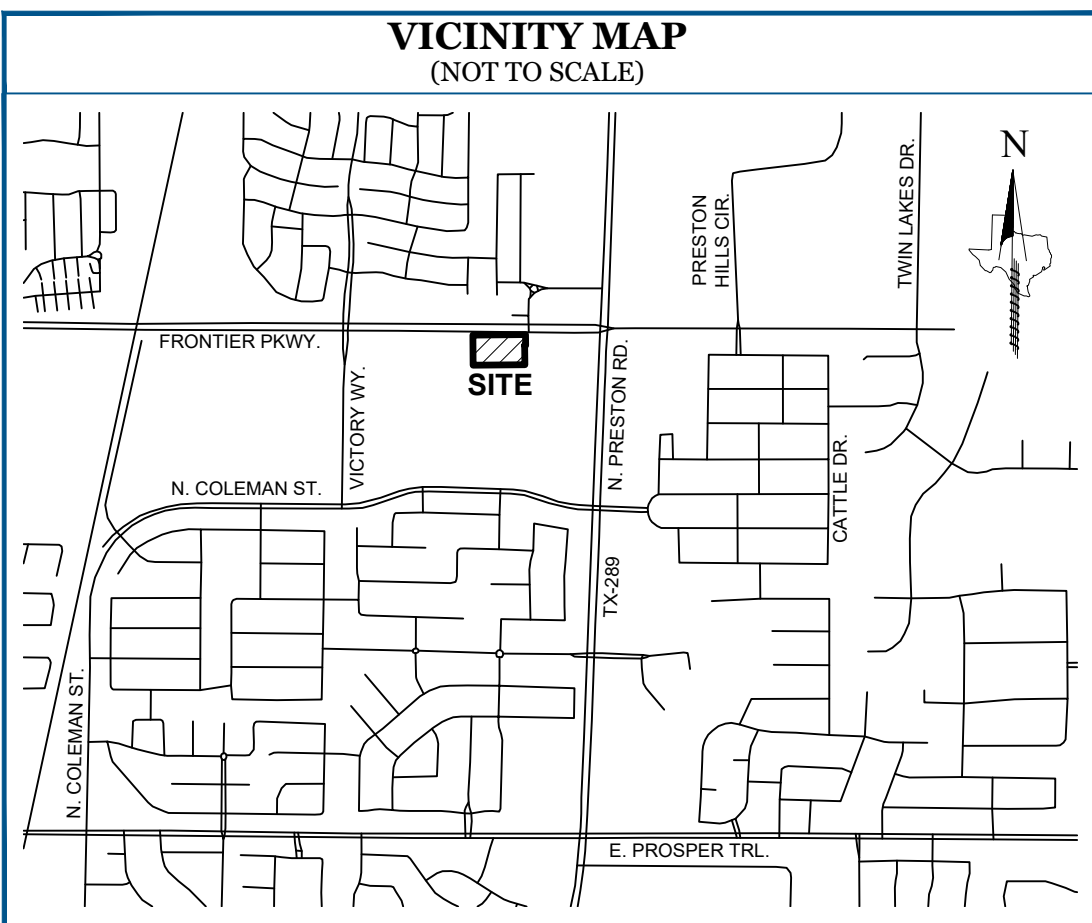 VICINITY MAP
(NOT TO SCALE)
N
TWIN LAKES DR.
PRESTON
HILLS CIR.
FRONTIER PKWY.
SITE
N. PRESTON RD.
VICTORY WY.
N. COLEMAN ST.
CATTLE DR.
TX-289
N. COLEMAN ST.
E. PROSPER TRL.